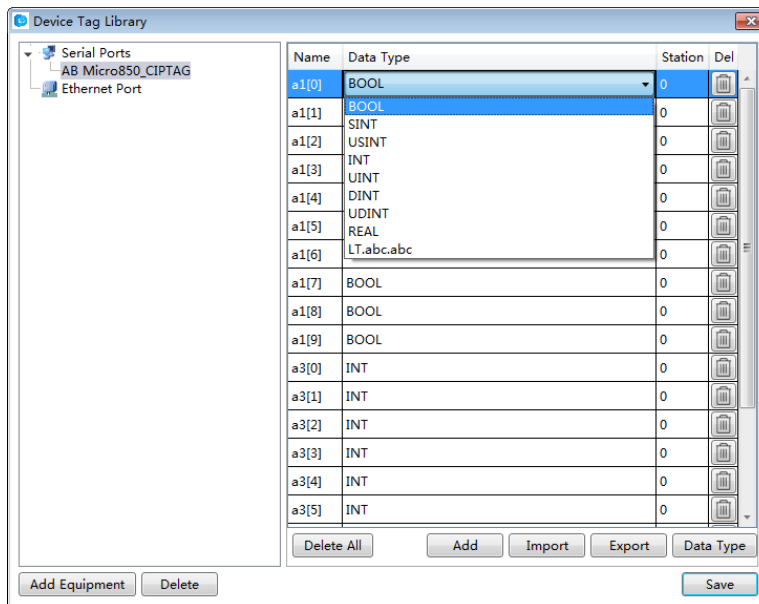 Device Tag Library
Serial Ports
AB Micro850_CIPTAG
Ethernet Port
Name Data Type Station Del
a1[0] BOOL 0
a1[1] BOOL 0
a1[2] SINT 0
USINT
a1[3] INT 0
UINT
a1[4] DINT 0
a1[5] UDINT 0
REAL
a1[6] LT.abc.abc 0
a1[7] BOOL 0
a1[8] BOOL 0
a1[9] BOOL 0
a3[0] INT 0
a3[1] INT 0
a3[2] INT 0
a3[3] INT 0
a3[4] INT 0
a3[5] INT 0
Delete All Add Import Export Data Type
Add Equipment Delete Save